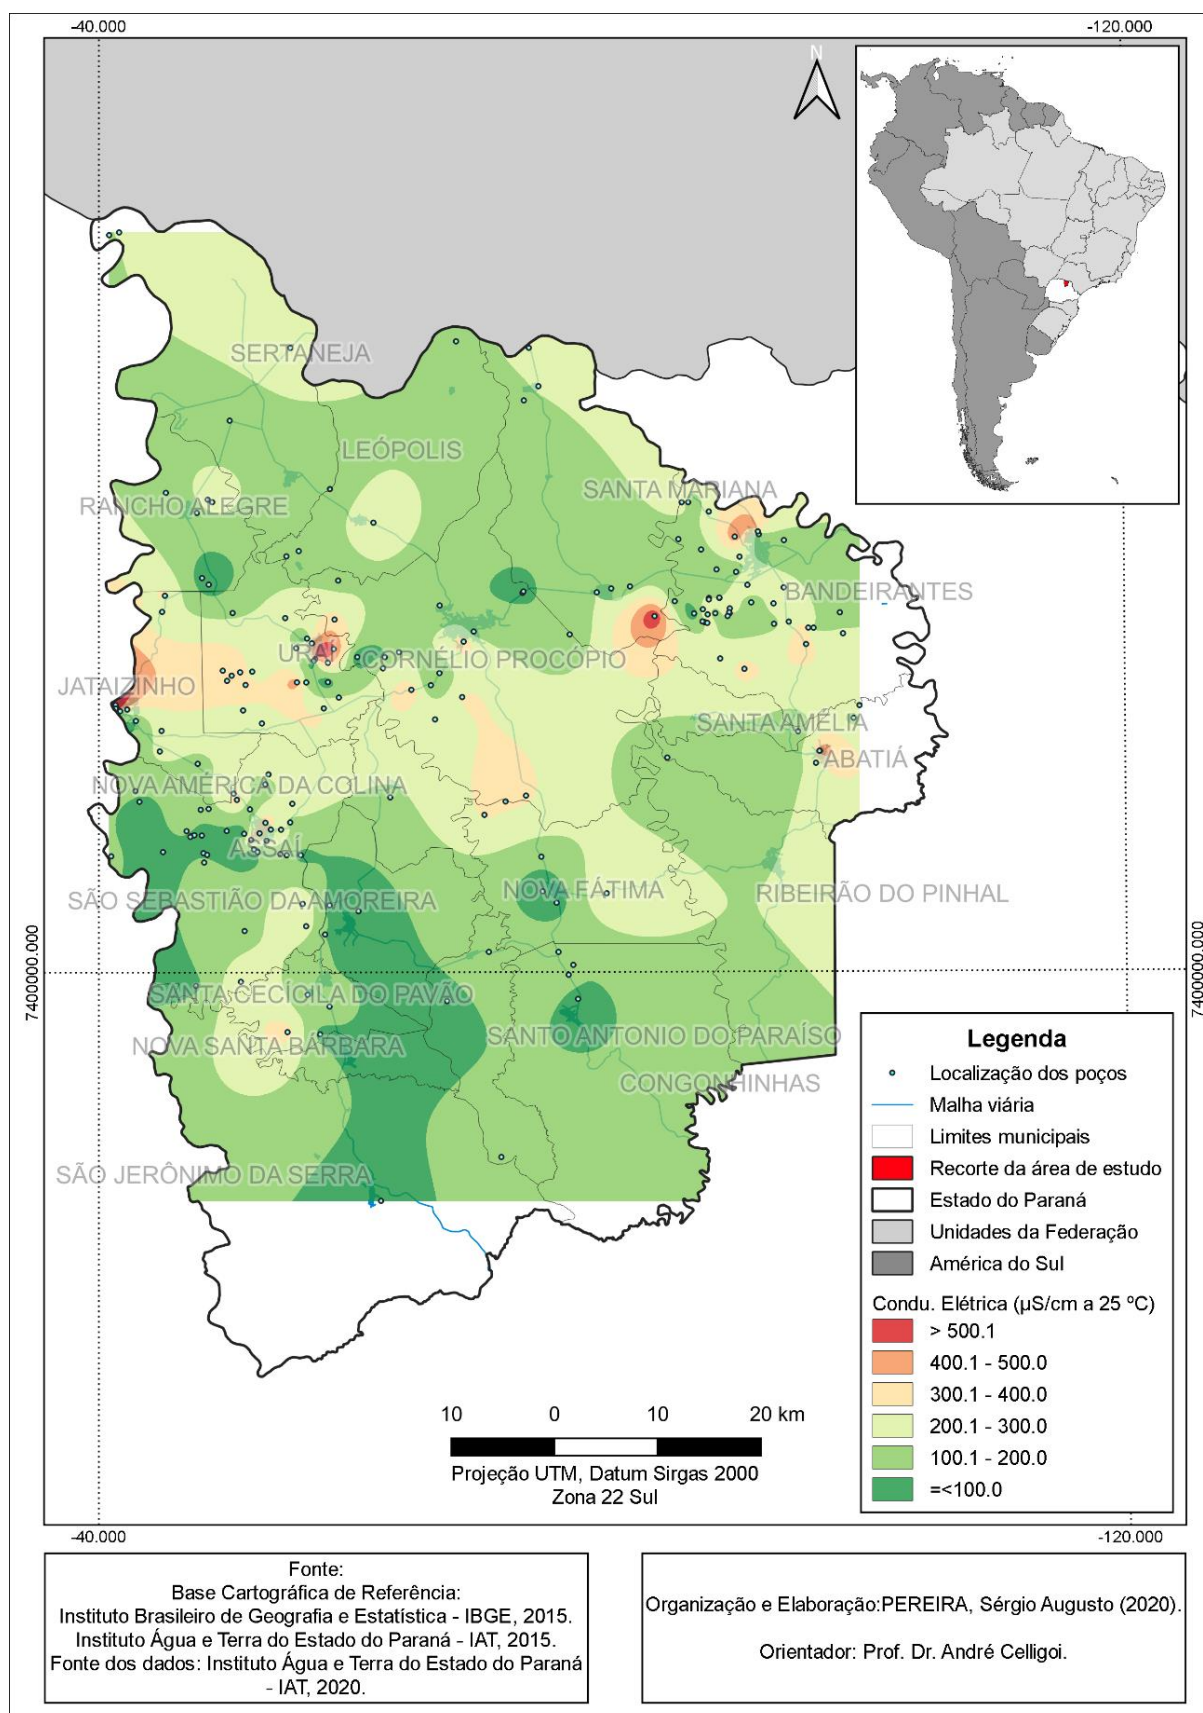 -40.000
-120.000
N
SERTANEJA
LEÓPOLIS
SANTA MARIANA
RANCHO ALEGRE
BANDEIRANTES
URAÍ
CORNÉLIO PROCÓPIO
JATAIZINHO
SANTA AMÉLIA
ABATIÁ
NOVA AMÉRICA DA COLINA
ASSAÍ
NOVA FÁTIMA
RIBEIRÃO DO PINHAL
SÃO SEBASTIÃO DA AMOREIRA
7400000.000
7400000.000
SANTA CECÍCILA DO PAVÃO
SANTO ANTONIO DO PARAÍSO
NOVA SANTA BÁRBARA
CONGONHINHAS
SÃO JERÔNIMO DA SERRA
Legenda
Localização dos poços
Malha viária
Limites municipais
Recorte da área de estudo
Estado do Paraná
Unidades da Federação
América do Sul
Condu. Elétrica (µS/cm a 25 ºC)
> 500.1
400.1 - 500.0
300.1 - 400.0
200.1 - 300.0
100.1 - 200.0
=<100.0
10 0 10 20 km
Projeção UTM, Datum Sirgas 2000
Zona 22 Sul
-40.000
-120.000
Fonte:
Base Cartográfica de Referência:
Instituto Brasileiro de Geografia e Estatística - IBGE, 2015.
Instituto Água e Terra do Estado do Paraná - IAT, 2015.
Fonte dos dados: Instituto Água e Terra do Estado do Paraná
- IAT, 2020.
Organização e Elaboração:PEREIRA, Sérgio Augusto (2020).
Orientador: Prof. Dr. André Celligoi.